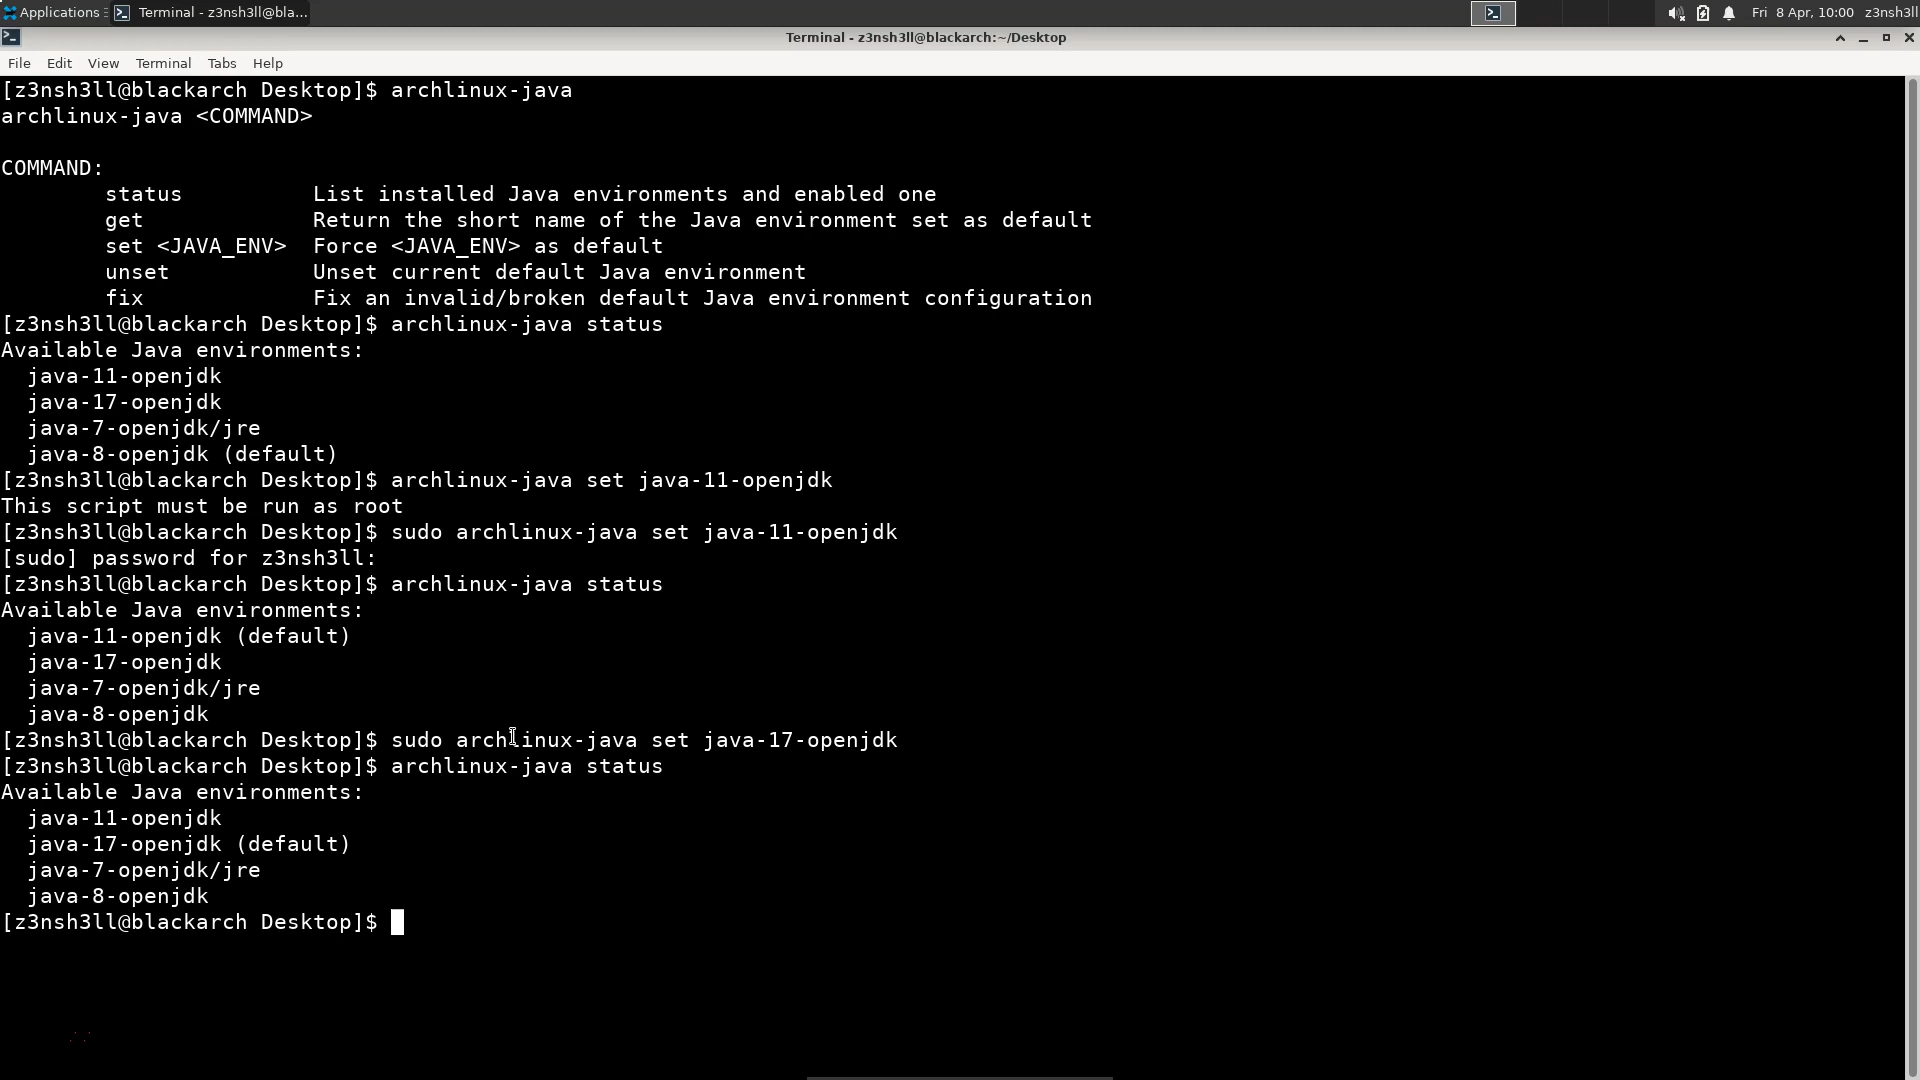 Applications Terminal - z3nsh3ll@bla... Fri 8 Apr, 10:00 z3nsh3ll
Terminal - z3nsh3ll@blackarch:~/Desktop
File Edit View Terminal Tabs Help
[z3nsh3ll@blackarch Desktop]$ archlinux-java
archlinux-java <COMMAND>
COMMAND:
status List installed Java environments and enabled one
get Return the short name of the Java environment set as default
set <JAVA_ENV> Force <JAVA_ENV> as default
unset Unset current default Java environment
fix Fix an invalid/broken default Java environment configuration
[z3nsh3ll@blackarch Desktop]$ archlinux-java status
Available Java environments:
java-11-openjdk
java-17-openjdk
java-7-openjdk/jre
java-8-openjdk (default)
[z3nsh3ll@blackarch Desktop]$ archlinux-java set java-11-openjdk
This script must be run as root
[z3nsh3ll@blackarch Desktop]$ sudo archlinux-java set java-11-openjdk
[sudo] password for z3nsh3ll:
[z3nsh3ll@blackarch Desktop]$ archlinux-java status
Available Java environments:
java-11-openjdk (default)
java-17-openjdk
java-7-openjdk/jre
java-8-openjdk
[z3nsh3ll@blackarch Desktop]$ sudo archlinux-java set java-17-openjdk
[z3nsh3ll@blackarch Desktop]$ archlinux-java status
Available Java environments:
java-11-openjdk
java-17-openjdk (default)
java-7-openjdk/jre
java-8-openjdk
[z3nsh3ll@blackarch Desktop]$